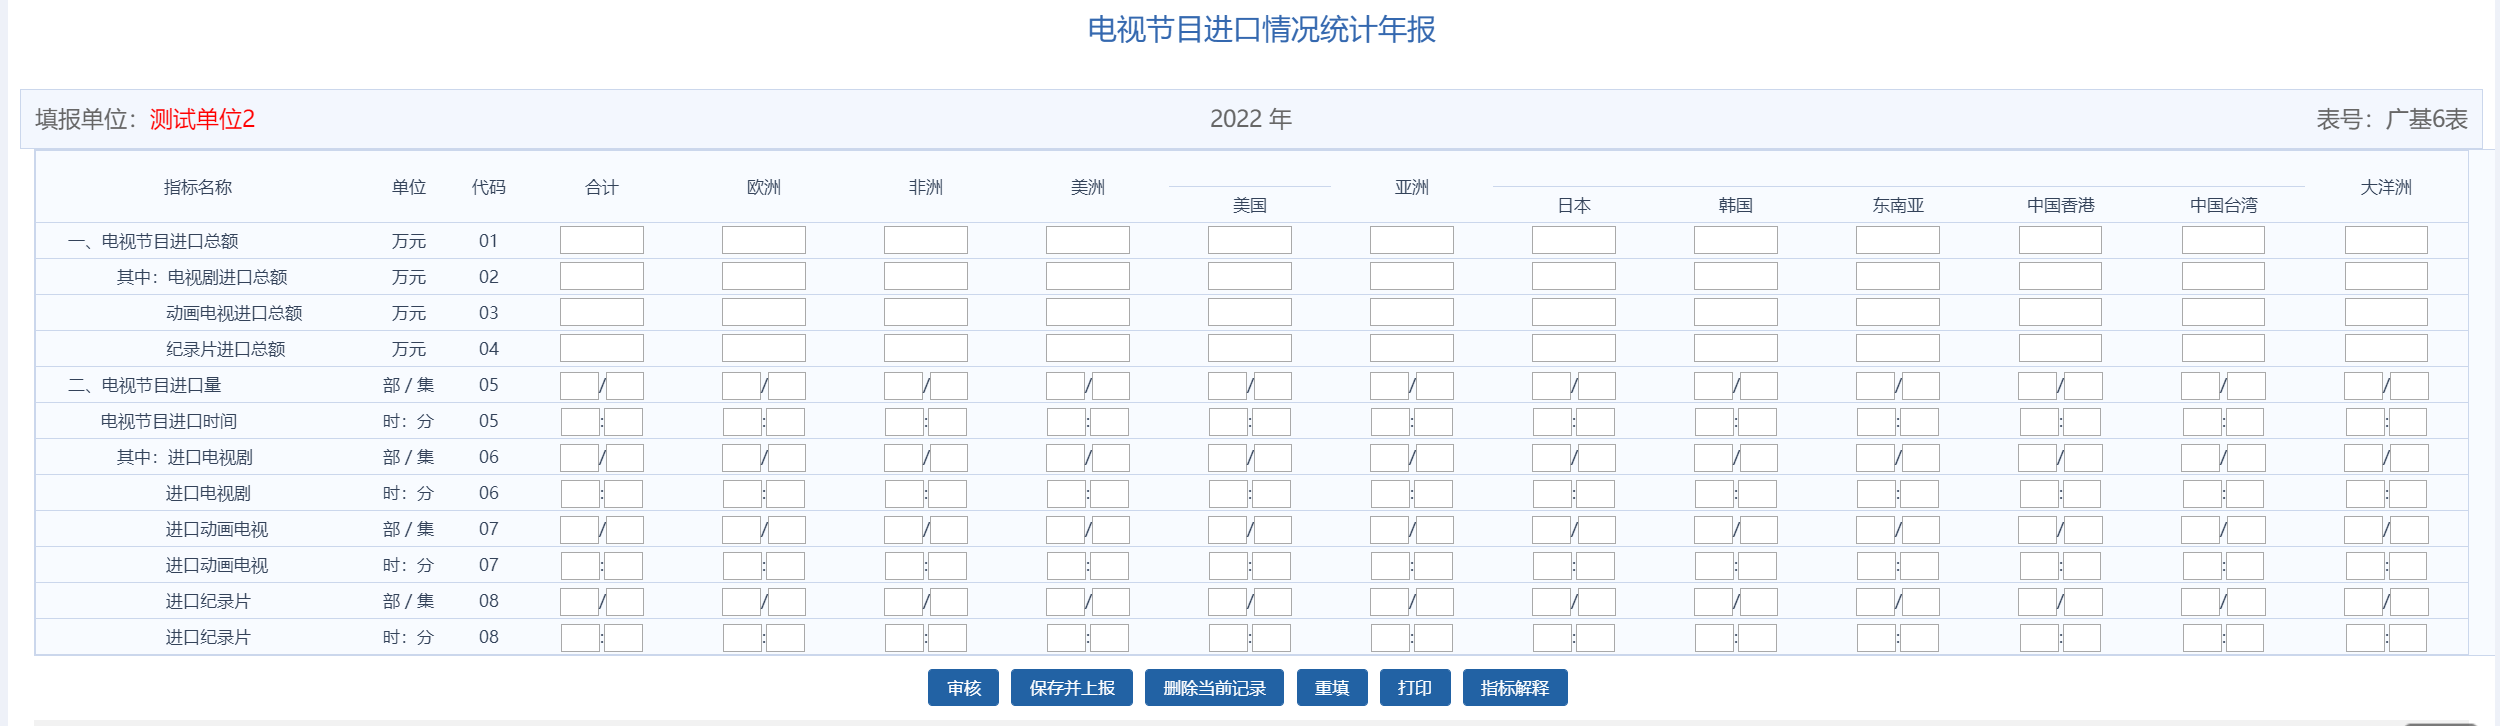 电视节目进口情况统计年报
填报单位：测试单位2 2022 年 表号：广基6表
指标名称 单位 代码 合计 欧洲 非洲 美洲 亚洲 大洋洲
美国 日本 韩国 东南亚 中国香港 中国台湾
一、电视节目进口总额 万元 01
其中：电视剧进口总额 万元 02
动画电视进口总额 万元 03
纪录片进口总额 万元 04
二、电视节目进口量 部 / 集 05 / / / / / / / / / / / /
电视节目进口时间 时：分 05 : : : : : : : : : : : :
其中：进口电视剧 部 / 集 06 / / / / / / / / / / / /
进口电视剧 时：分 06 : : : : : : : : : : : :
进口动画电视 部 / 集 07 / / / / / / / / / / / /
进口动画电视 时：分 07 : : : : : : : : : : : :
进口纪录片 部 / 集 08 / / / / / / / / / / / /
进口纪录片 时：分 08 : : : : : : : : : : : :
审核 保存并上报 删除当前记录 重填 打印 指标解释